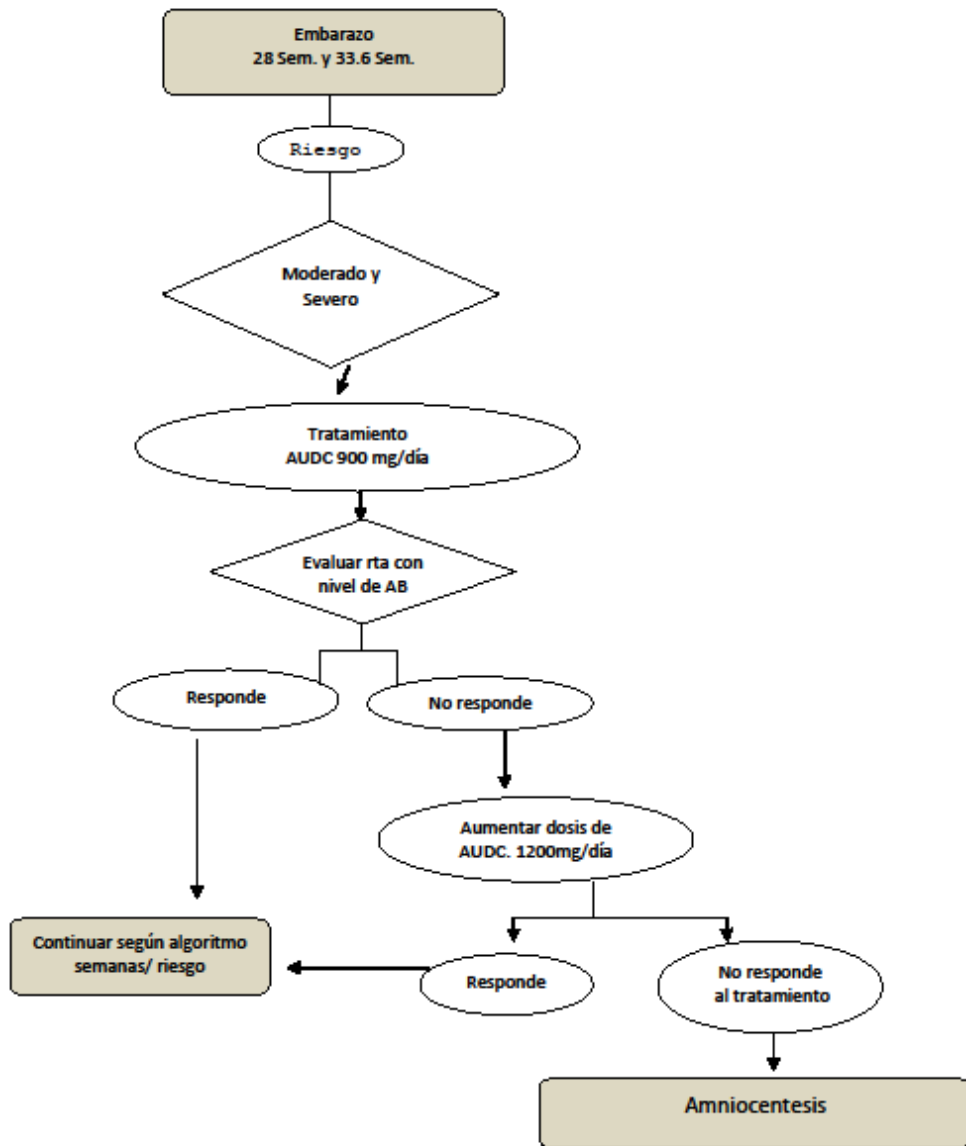 Embarazo
28 Sem. y 33.6 Sem.
Riesgo
Moderado y
Severo
Tratamiento
AUDC 900 mg/día
Evaluar rta con
nivel de AB
Responde
No responde
Aumentar dosis de
AUDC. 1200mg/día
Continuar según algoritmo
semanas/ riesgo
Responde
No responde
al tratamiento
Amniocentesis